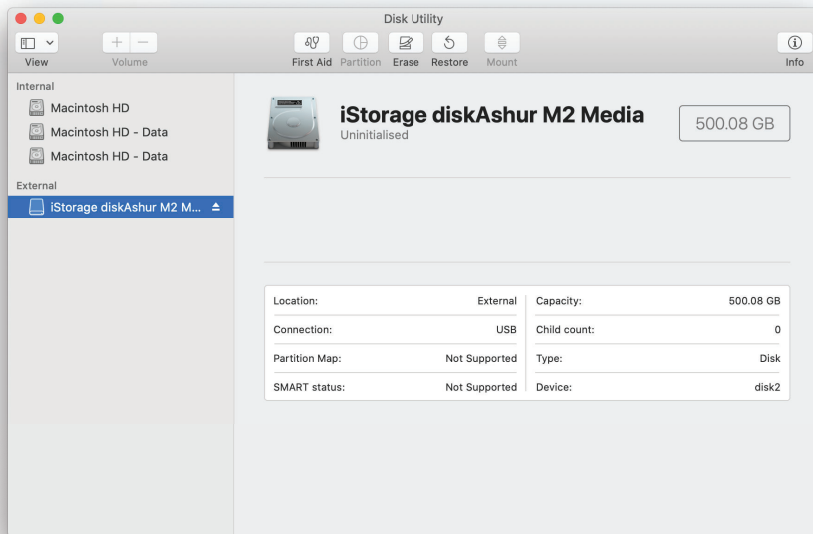 Disk Utility
View
Volume
First Aid Partition Erase Restore Mount
Info
Internal
Macintosh HD
Macintosh HD - Data
Macintosh HD - Data
External
iStorage diskAshur M2 M...
iStorage diskAshur M2 Media
Uninitialised
500.08 GB
Location: External Capacity: 500.08 GB
Connection: USB Child count: 0
Partition Map: Not Supported Type: Disk
SMART status: Not Supported Device: disk2